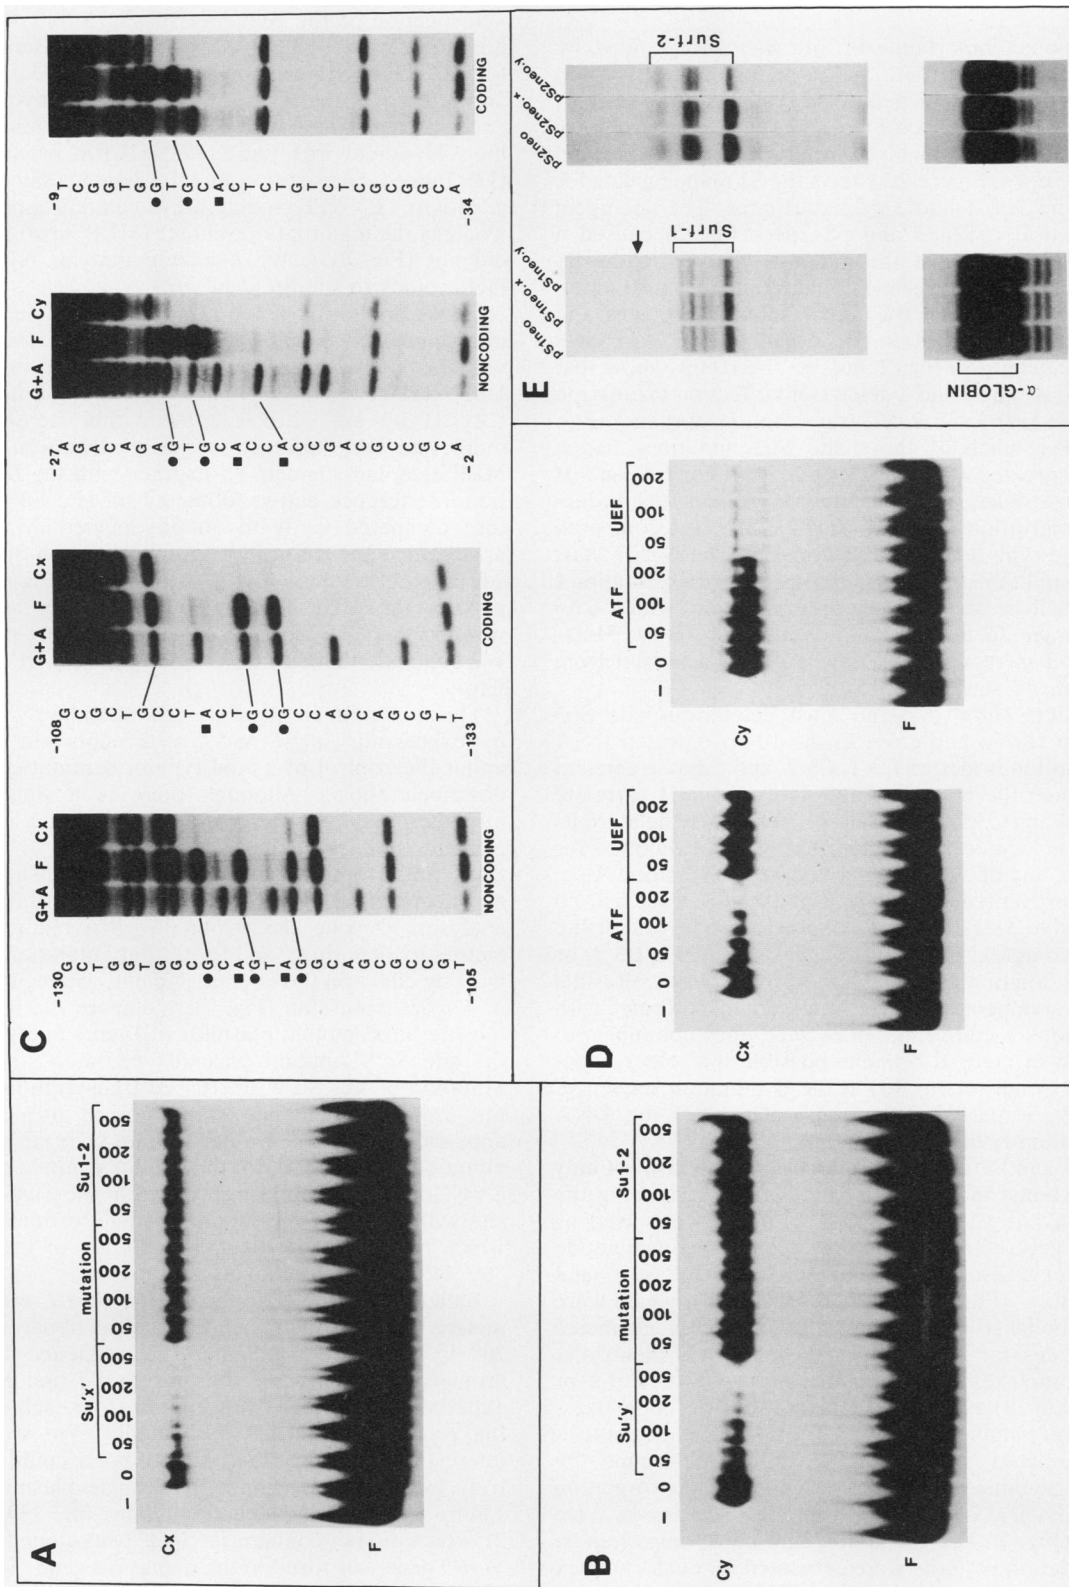 A
Su'x' mutation Su1-2
– 0 50 100 200 500 50 100 200 500 50 100 200 500
Cx
F
B
Su'y' mutation Su1-2
– 0 50 100 200 500 50 100 200 500 50 100 200 500
Cy
F
C
G+A F Cx
-130 G C T G G T G G C G C A G T A G G C A G C G C C G T -105
NONCODING
G+A F Cx
-108 G C G C T G C C T A C T G C G C C A C C A G C G T T -133
CODING
G+A F Cy
-27 A G A C A G A G T G C A C C A C C G A C G C C G C A -2
NONCODING
-9 T C G G T G G T G C A C T C T G T C T C G C G G C A -34
CODING
D
ATF UEF
– 0 50 100 200 50 100 200
Cx
F
ATF UEF
– 0 50 100 200 50 100 200
Cy
F
E
pS1neo pS1neo.x pS1neo.y
Surf-1
pS2neo pS2neo.x pS2neo.y
Surf-2
α-GLOBIN